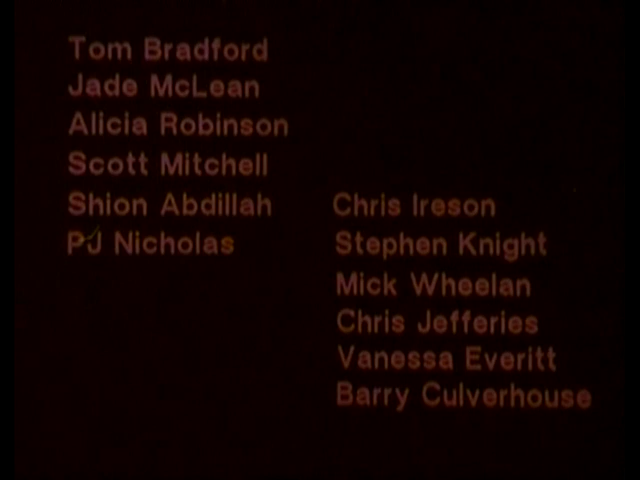 Tom Bradford
Jade McLean
Alicia Robinson
Scott Mitchell
Shion Abdillah
PJ Nicholas
Chris Ireson
Stephen Knight
Mick Wheelan
Chris Jefferies
Vanessa Everitt
Barry Culverhouse